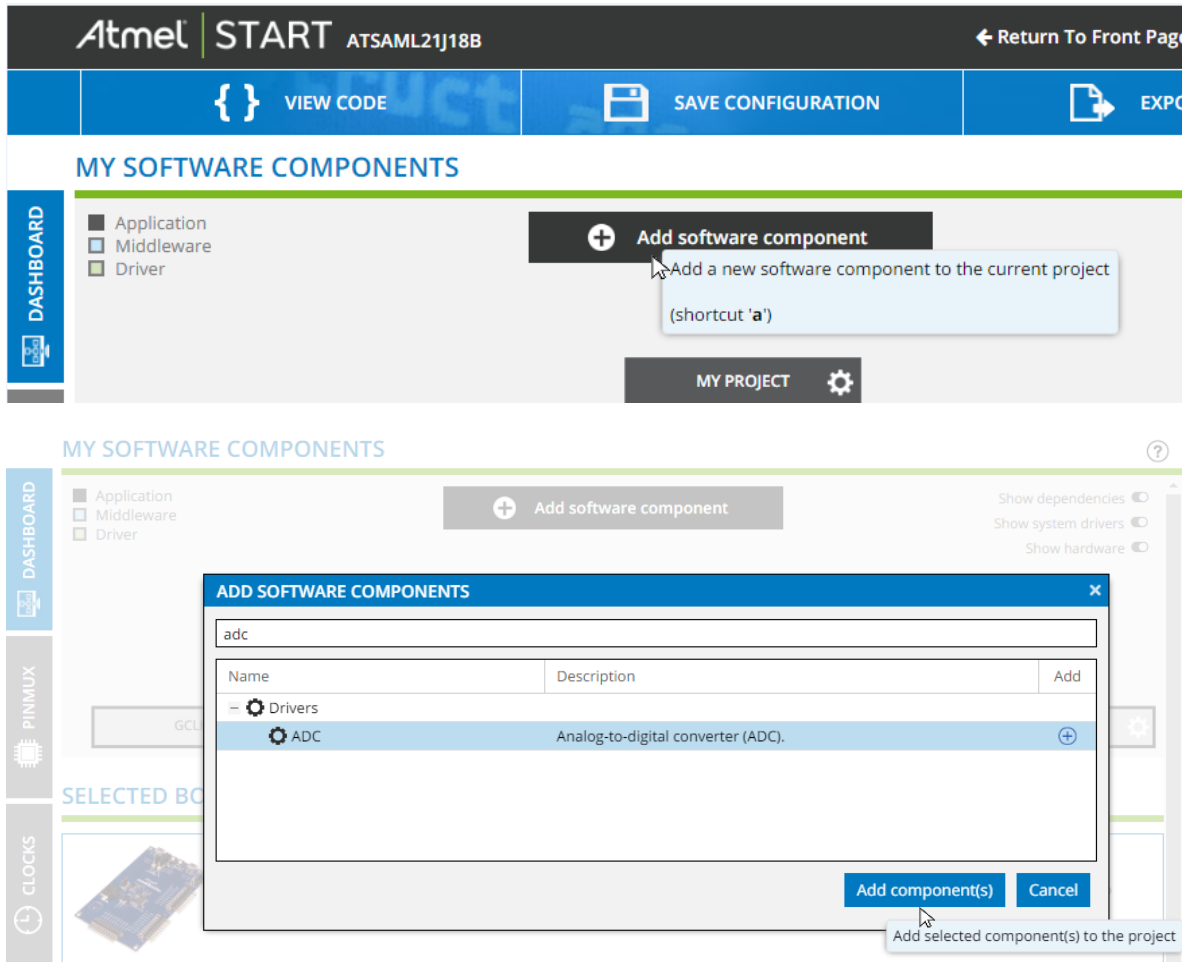 Atmel START ATSAML21J18B
Return To Front Page
{ } VIEW CODE
SAVE CONFIGURATION
EXPO
MY SOFTWARE COMPONENTS
DASHBOARD
Application
Middleware
Driver
Add software component
Add a new software component to the current project
(shortcut 'a')
MY PROJECT
MY SOFTWARE COMPONENTS
?
DASHBOARD
PINMUX
CLOCKS
Application
Middleware
Driver
Add software component
Show dependencies
Show system drivers
Show hardware
ADD SOFTWARE COMPONENTS
adc
Name Description Add
Drivers
ADC Analog-to-digital converter (ADC).
GCL
SELECTED BO
Add component(s) Cancel
Add selected component(s) to the project